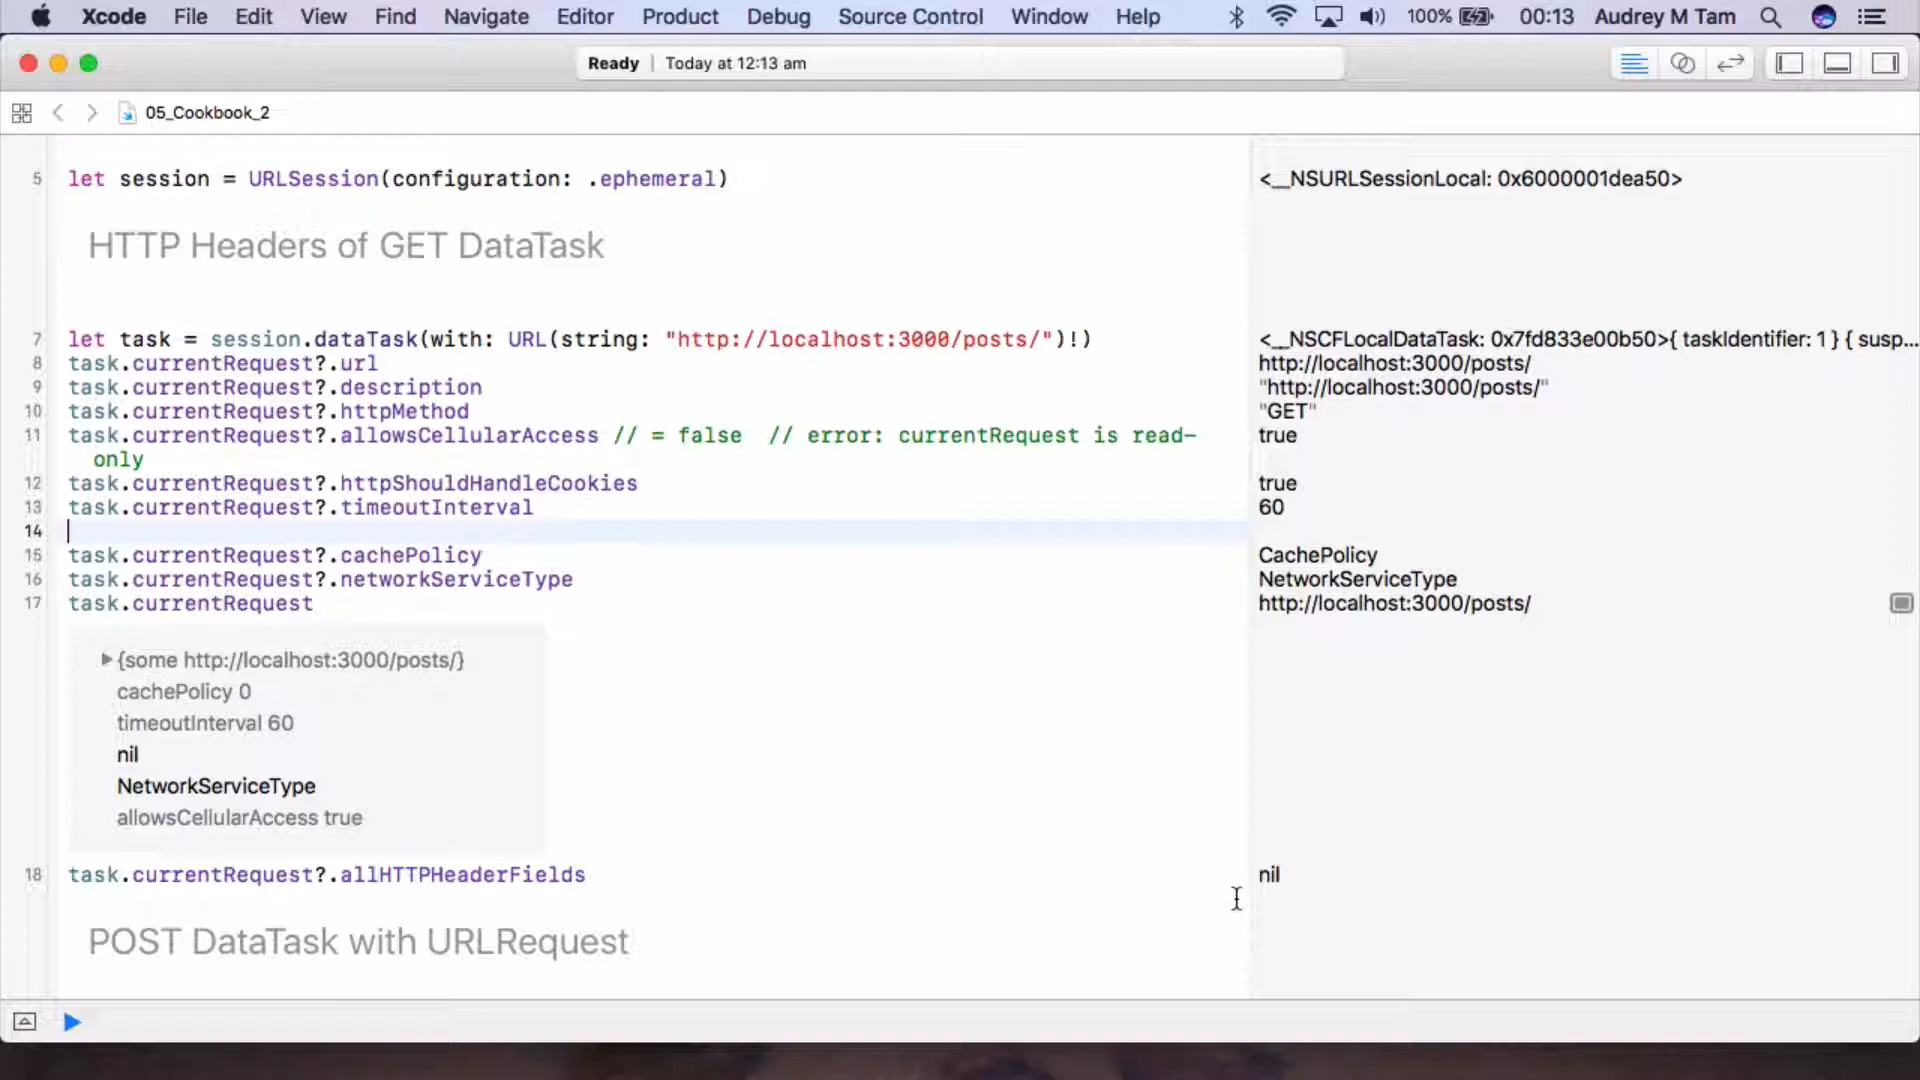 Xcode File Edit View Find Navigate Editor Product Debug Source Control Window Help 100% 00:13 Audrey M Tam
Ready | Today at 12:13 am
05_Cookbook_2
5 let session = URLSession(configuration: .ephemeral) <__NSURLSessionLocal: 0x6000001dea50>
HTTP Headers of GET DataTask
7 let task = session.dataTask(with: URL(string: "http://localhost:3000/posts/")!) <__NSCFLocalDataTask: 0x7fd833e00b50>{ taskIdentifier: 1 } { susp...
8 task.currentRequest?.url http://localhost:3000/posts/
9 task.currentRequest?.description "http://localhost:3000/posts/"
10 task.currentRequest?.httpMethod "GET"
11 task.currentRequest?.allowsCellularAccess // = false // error: currentRequest is read- true
only
12 task.currentRequest?.httpShouldHandleCookies true
13 task.currentRequest?.timeoutInterval 60
14
15 task.currentRequest?.cachePolicy CachePolicy
16 task.currentRequest?.networkServiceType NetworkServiceType
17 task.currentRequest http://localhost:3000/posts/
{some http://localhost:3000/posts/}
cachePolicy 0
timeoutInterval 60
nil
NetworkServiceType
allowsCellularAccess true
18 task.currentRequest?.allHTTPHeaderFields nil
POST DataTask with URLRequest